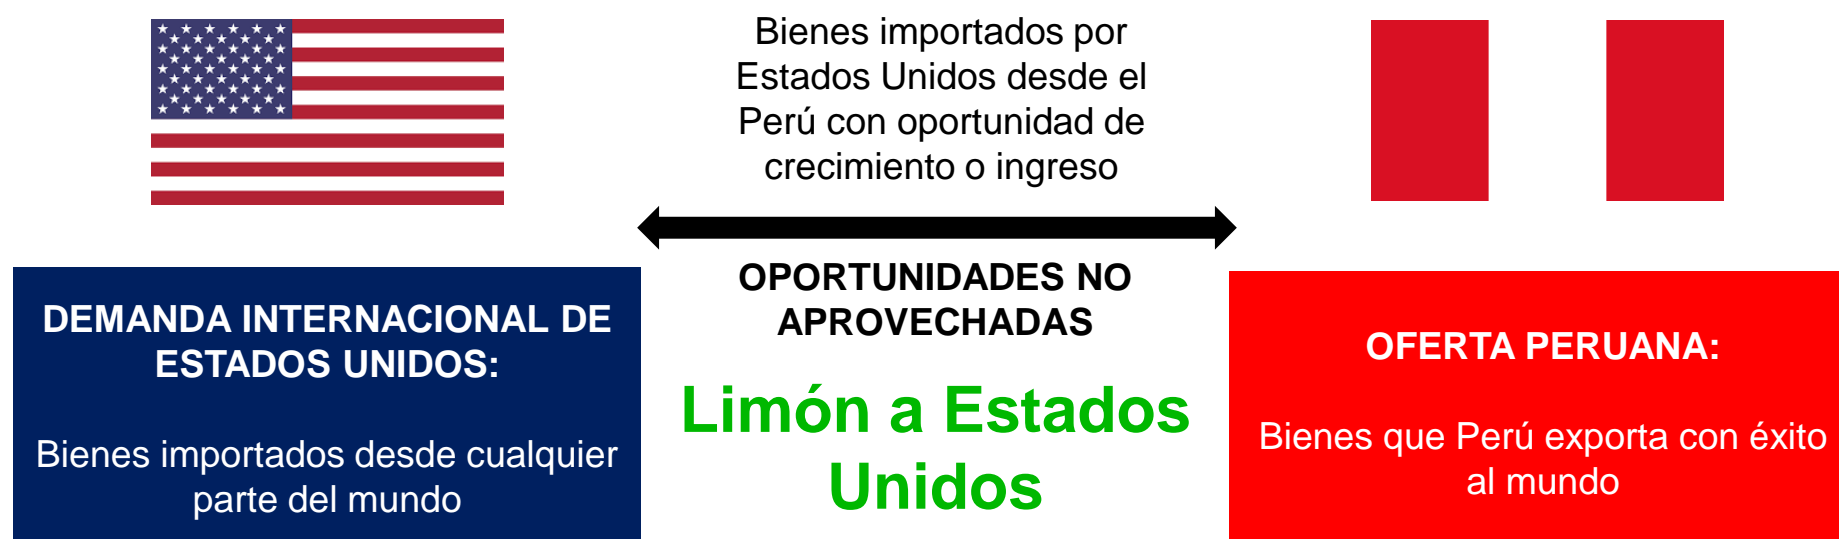 Bienes importados por
Estados Unidos desde el
Perú con oportunidad de
crecimiento o ingreso
DEMANDA INTERNACIONAL DE
ESTADOS UNIDOS:
Bienes importados desde cualquier
parte del mundo
OPORTUNIDADES NO
APROVECHADAS
Limón a Estados
Unidos
OFERTA PERUANA:
Bienes que Perú exporta con éxito
al mundo